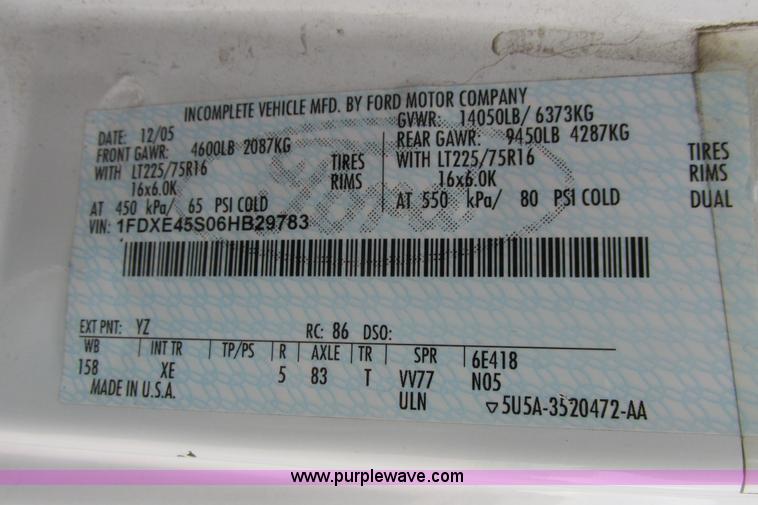 INCOMPLETE VEHICLE MFD. BY FORD MOTOR COMPANY
DATE: 12/05 GVWR: 14050LB/ 6373KG
FRONT GAWR: 4600LB 2087KG REAR GAWR: 9450LB 4287KG
WITH LT225/75R16 TIRES WITH LT225/75R16 TIRES
16x6.0K RIMS 16x6.0K RIMS
AT 450 kPa/ 65 PSI COLD AT 550 kPa/ 80 PSI COLD DUAL
VIN: 1FDXE45S06HB29783
Ford
EXT PNT: YZ RC: 86 DSO:
WB INT TR TP/PS R AXLE TR SPR 6E418
158 XE 5 83 T VV77 N05
MADE IN U.S.A. ULN ▽5U5A-3520472-AA
www.purplewave.com